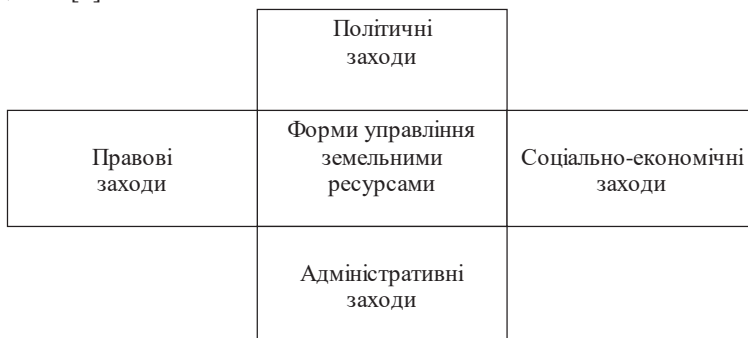 Політичні
заходи
Правові
заходи
Форми управління
земельними
ресурсами
Соціально-економічні
заходи
Адміністративні
заходи